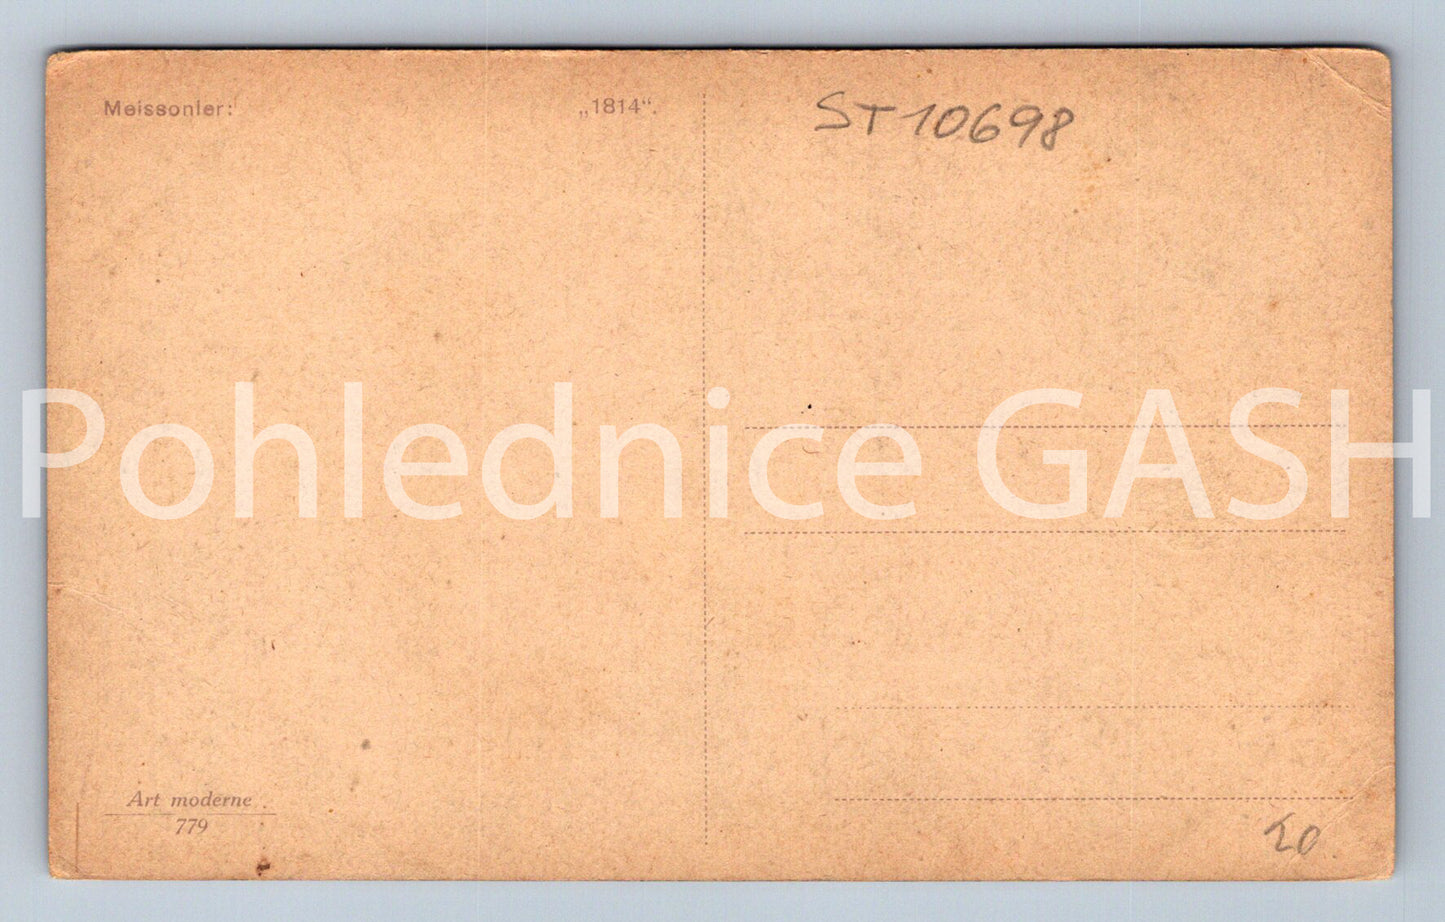 Meissonier: „1814“.
ST10698
Pohlednice GASH
Art moderne
779
20